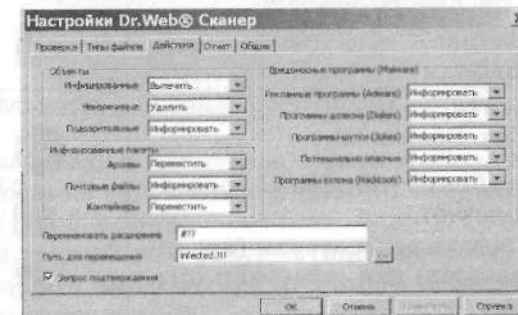 Настройки Dr.Web® Сканер
Проверка Типы файлов Действия Отчет Общие
Объекты
Инфицированные Вылечить
Неизлечимые Удалить
Подозрительные Информировать
Инфицированные пакеты
Архивы Переместить
Почтовые файлы Информировать
Контейнеры Переместить
Вредоносные программы (Malware)
Рекламные программы (Adware) Информировать
Программы дозвона (Dialers) Информировать
Программы-шутки (Jokes) Информировать
Потенциально опасные Информировать
Программы взлома (Hacktools) Информировать
Переименовать расширение #??
Путь для перемещения infected.!!!
Запрос подтверждения
OK Отмена Применить Справка